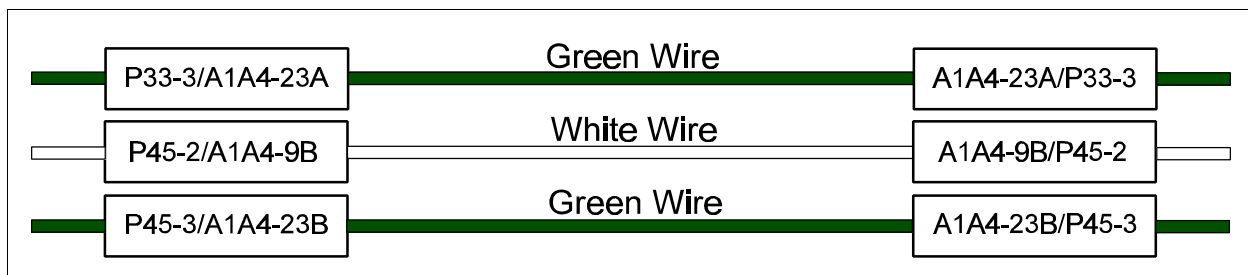 Green Wire
P33-3/A1A4-23A A1A4-23A/P33-3
White Wire
P45-2/A1A4-9B A1A4-9B/P45-2
Green Wire
P45-3/A1A4-23B A1A4-23B/P45-3